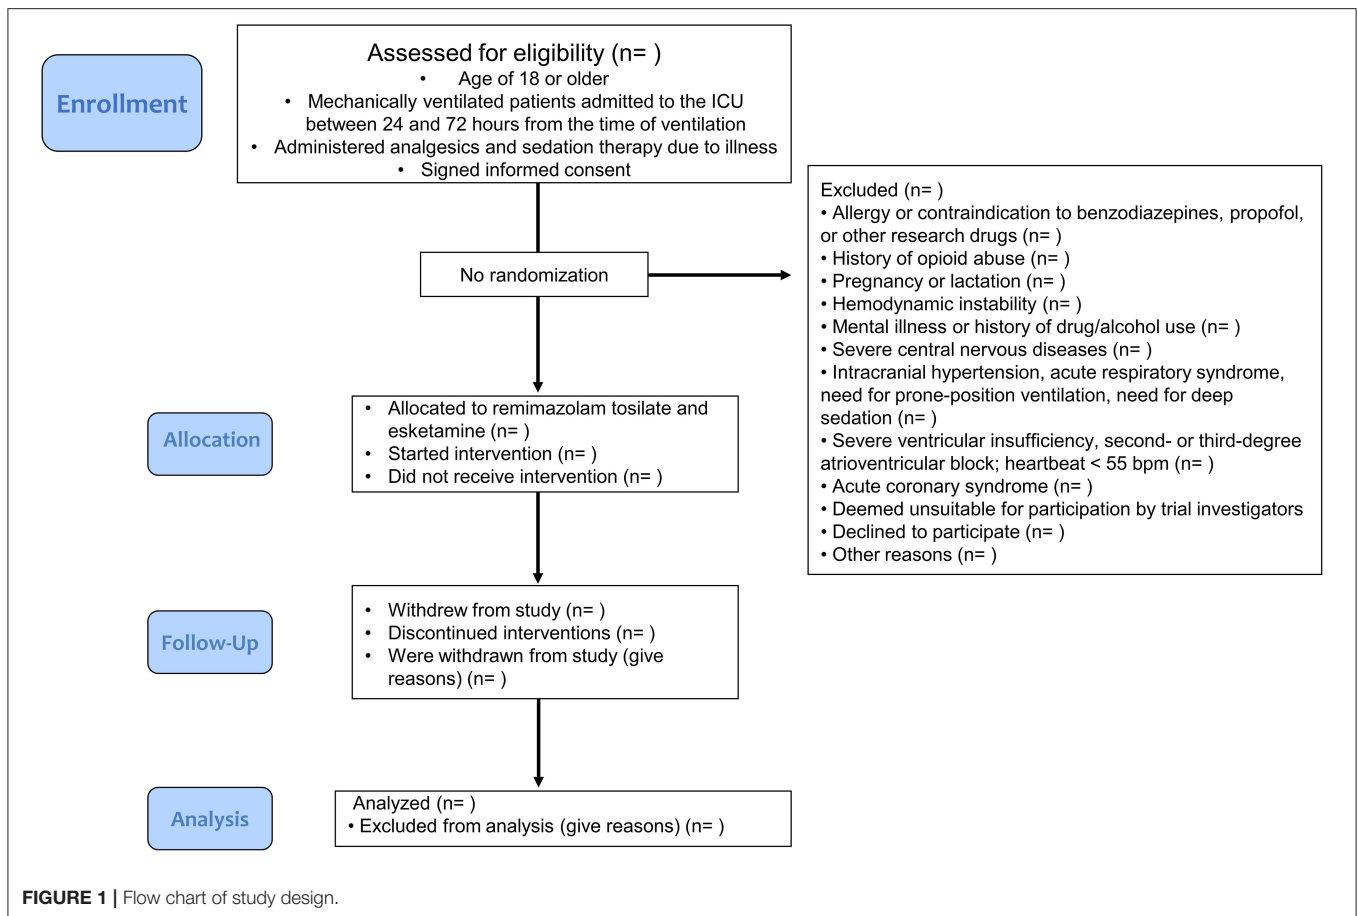 Enrollment
Assessed for eligibility (n= )
• Age of 18 or older
• Mechanically ventilated patients admitted to the ICU
between 24 and 72 hours from the time of ventilation
• Administered analgesics and sedation therapy due to illness
• Signed informed consent
No randomization
Excluded (n= )
• Allergy or contraindication to benzodiazepines, propofol,
or other research drugs (n= )
• History of opioid abuse (n= )
• Pregnancy or lactation (n= )
• Hemodynamic instability (n= )
• Mental illness or history of drug/alcohol use (n= )
• Severe central nervous diseases (n= )
• Intracranial hypertension, acute respiratory syndrome,
need for prone-position ventilation, need for deep
sedation (n= )
• Severe ventricular insufficiency, second- or third-degree
atrioventricular block; heartbeat < 55 bpm (n= )
• Acute coronary syndrome (n= )
• Deemed unsuitable for participation by trial investigators
• Declined to participate (n= )
• Other reasons (n= )
Allocation
• Allocated to remimazolam tosilate and
esketamine (n= )
• Started intervention (n= )
• Did not receive intervention (n= )
Follow-Up
• Withdrew from study (n= )
• Discontinued interventions (n= )
• Were withdrawn from study (give
reasons) (n= )
Analysis
Analyzed (n= )
• Excluded from analysis (give reasons) (n= )
FIGURE 1 | Flow chart of study design.